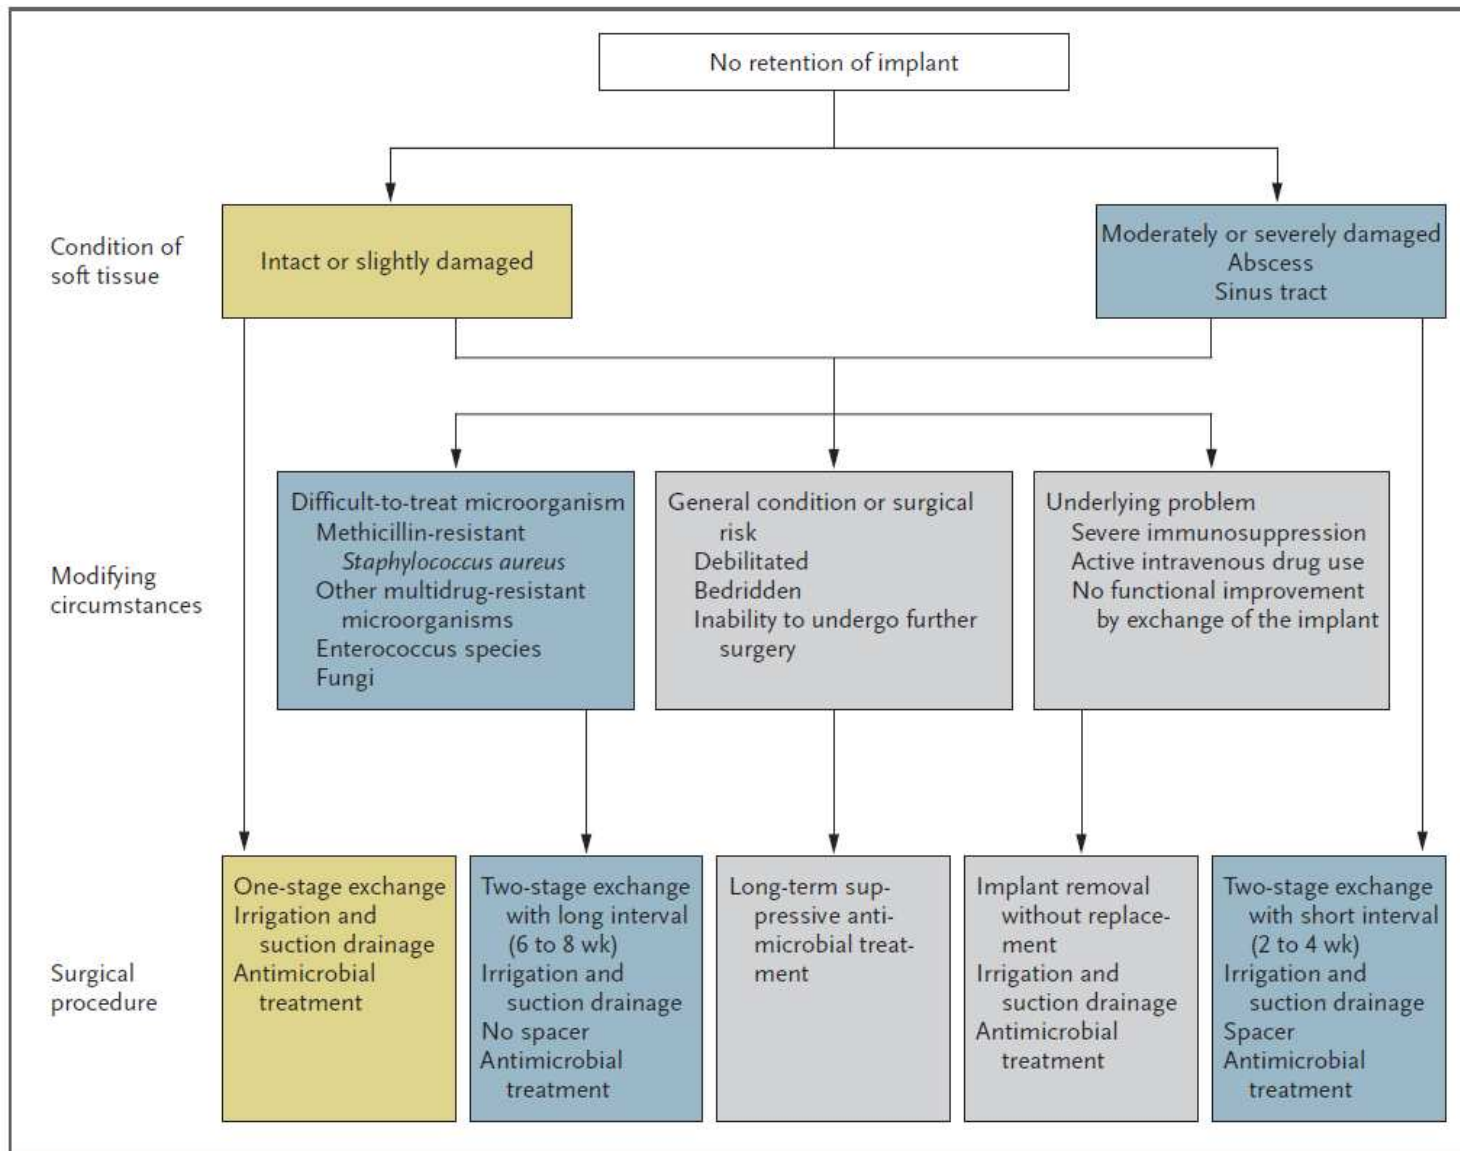 No retention of implant
Condition of
soft tissue
Intact or slightly damaged
Moderately or severely damaged
Abscess
Sinus tract
Modifying
circumstances
Difficult-to-treat microorganism
Methicillin-resistant
Staphylococcus aureus
Other multidrug-resistant
microorganisms
Enterococcus species
Fungi
General condition or surgical
risk
Debilitated
Bedridden
Inability to undergo further
surgery
Underlying problem
Severe immunosuppression
Active intravenous drug use
No functional improvement
by exchange of the implant
Surgical
procedure
One-stage exchange
Irrigation and
suction drainage
Antimicrobial
treatment
Two-stage exchange
with long interval
(6 to 8 wk)
Irrigation and
suction drainage
No spacer
Antimicrobial
treatment
Long-term sup-
pressive anti-
microbial treat-
ment
Implant removal
without replace-
ment
Irrigation and
suction drainage
Antimicrobial
treatment
Two-stage exchange
with short interval
(2 to 4 wk)
Irrigation and
suction drainage
Spacer
Antimicrobial
treatment